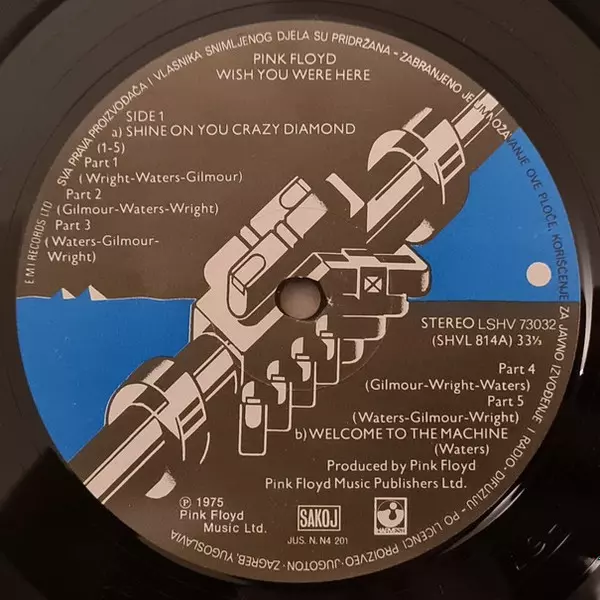 SVA PRAVA PROIZVOĐAČA I VLASNIKA SNIMLJENOG DJELA SU PRIDRŽANA - ZABRANJENO JE UMNOŽAVANJE OVE PLOČE, KORIŠĆENJE ZA JAVNO IZVOĐENJE I RADIO-DIFUZIJU - PO LICENCI PROIZVEO-JUGOTON-ZAGREB, YUGOSLAVIA
EMI RECORDS LTD
PINK FLOYD
WISH YOU WERE HERE
SIDE 1
a) SHINE ON YOU CRAZY DIAMOND
(1-5)
Part 1
(Wright-Waters-Gilmour)
Part 2
(Gilmour-Waters-Wright)
Part 3
(Waters-Gilmour-
Wright)
STEREO LSHV 73032
(SHVL 814A) 33⅓
Part 4
(Gilmour-Wright-Waters)
Part 5
(Waters-Gilmour-Wright)
b) WELCOME TO THE MACHINE
(Waters)
Produced by Pink Floyd
Pink Floyd Music Publishers Ltd.
℗ 1975
Pink Floyd
Music Ltd.
SAKOJ
HARVEST
JUS. N. N4 201